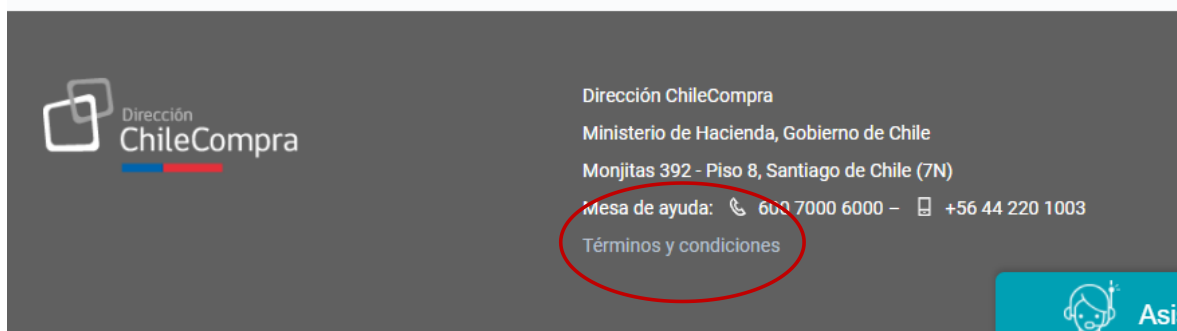 Dirección
ChileCompra
Dirección ChileCompra
Ministerio de Hacienda, Gobierno de Chile
Monjitas 392 - Piso 8, Santiago de Chile (7N)
Mesa de ayuda: 600 7000 6000 – +56 44 220 1003
Términos y condiciones